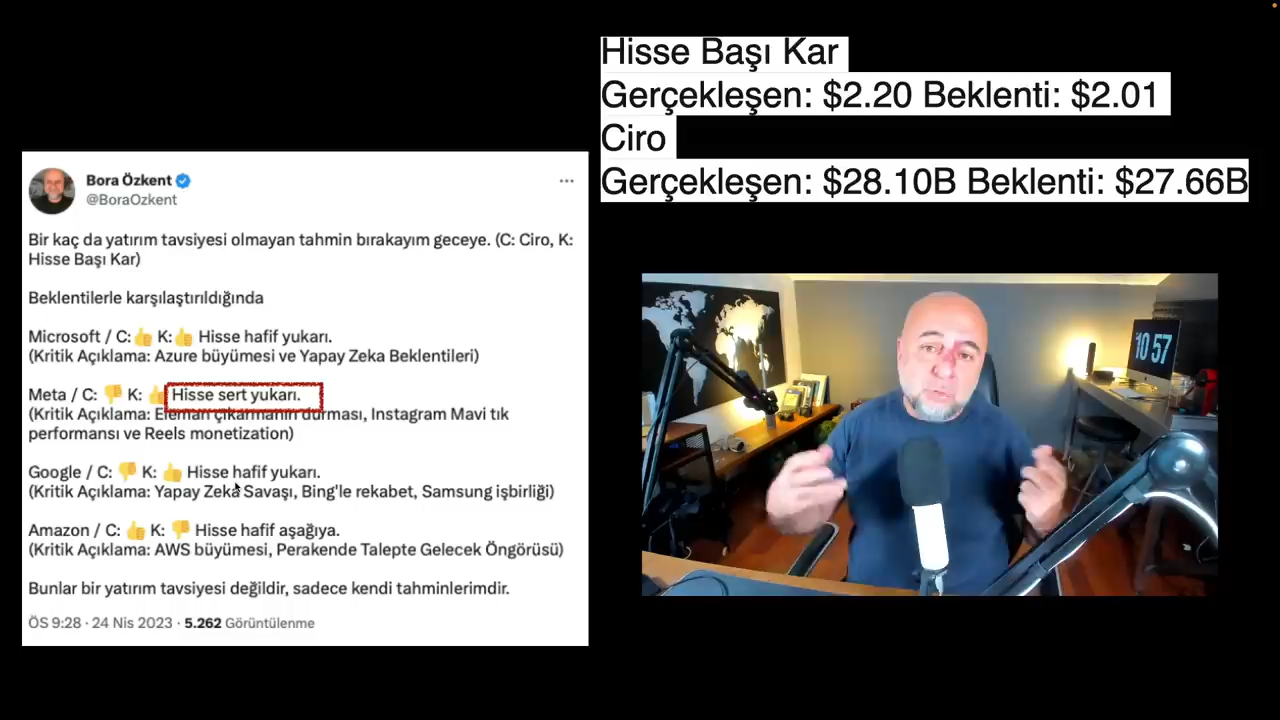 Hisse Başı Kar
Gerçekleşen: $2.20 Beklenti: $2.01
Ciro
Gerçekleşen: $28.10B Beklenti: $27.66B
Bora Özkent
@BoraOzkent
Bir kaç da yatırım tavsiyesi olmayan tahmin bırakayım geceye. (C: Ciro, K:
Hisse Başı Kar)
Beklentilerle karşılaştırıldığında
Microsoft / C:👍 K:👍 Hisse hafif yukarı.
(Kritik Açıklama: Azure büyümesi ve Yapay Zeka Beklentileri)
Meta / C: 👎 K: 👍 Hisse sert yukarı.
(Kritik Açıklama: Eleman çıkarmanın durması, Instagram Mavi tık
performansı ve Reels monetization)
Google / C: 👎 K: 👍 Hisse hafif yukarı.
(Kritik Açıklama: Yapay Zeka Savaşı, Bing'le rekabet, Samsung işbirliği)
Amazon / C: 👍 K: 👎 Hisse hafif aşağıya.
(Kritik Açıklama: AWS büyümesi, Perakende Talepte Gelecek Öngörüsü)
Bunlar bir yatırım tavsiyesi değildir, sadece kendi tahminlerimdir.
ÖS 9:28 · 24 Nis 2023 · 5.262 Görüntülenme
10 57